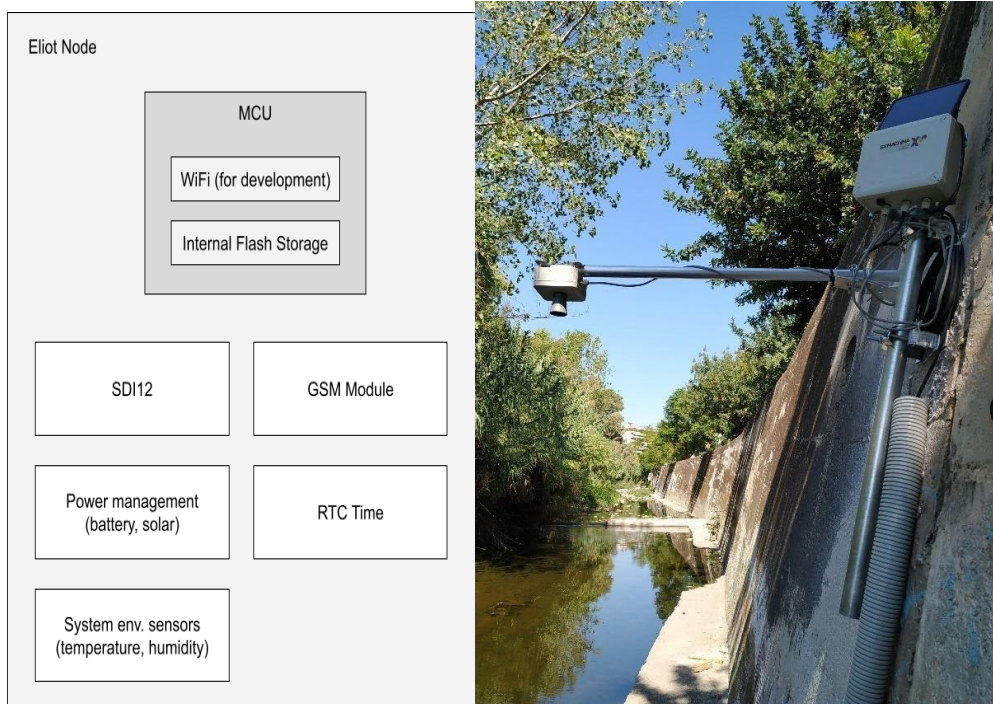 Eliot Node
MCU
WiFi (for development)
Internal Flash Storage
SDI12
GSM Module
Power management
(battery, solar)
RTC Time
System env. sensors
(temperature, humidity)